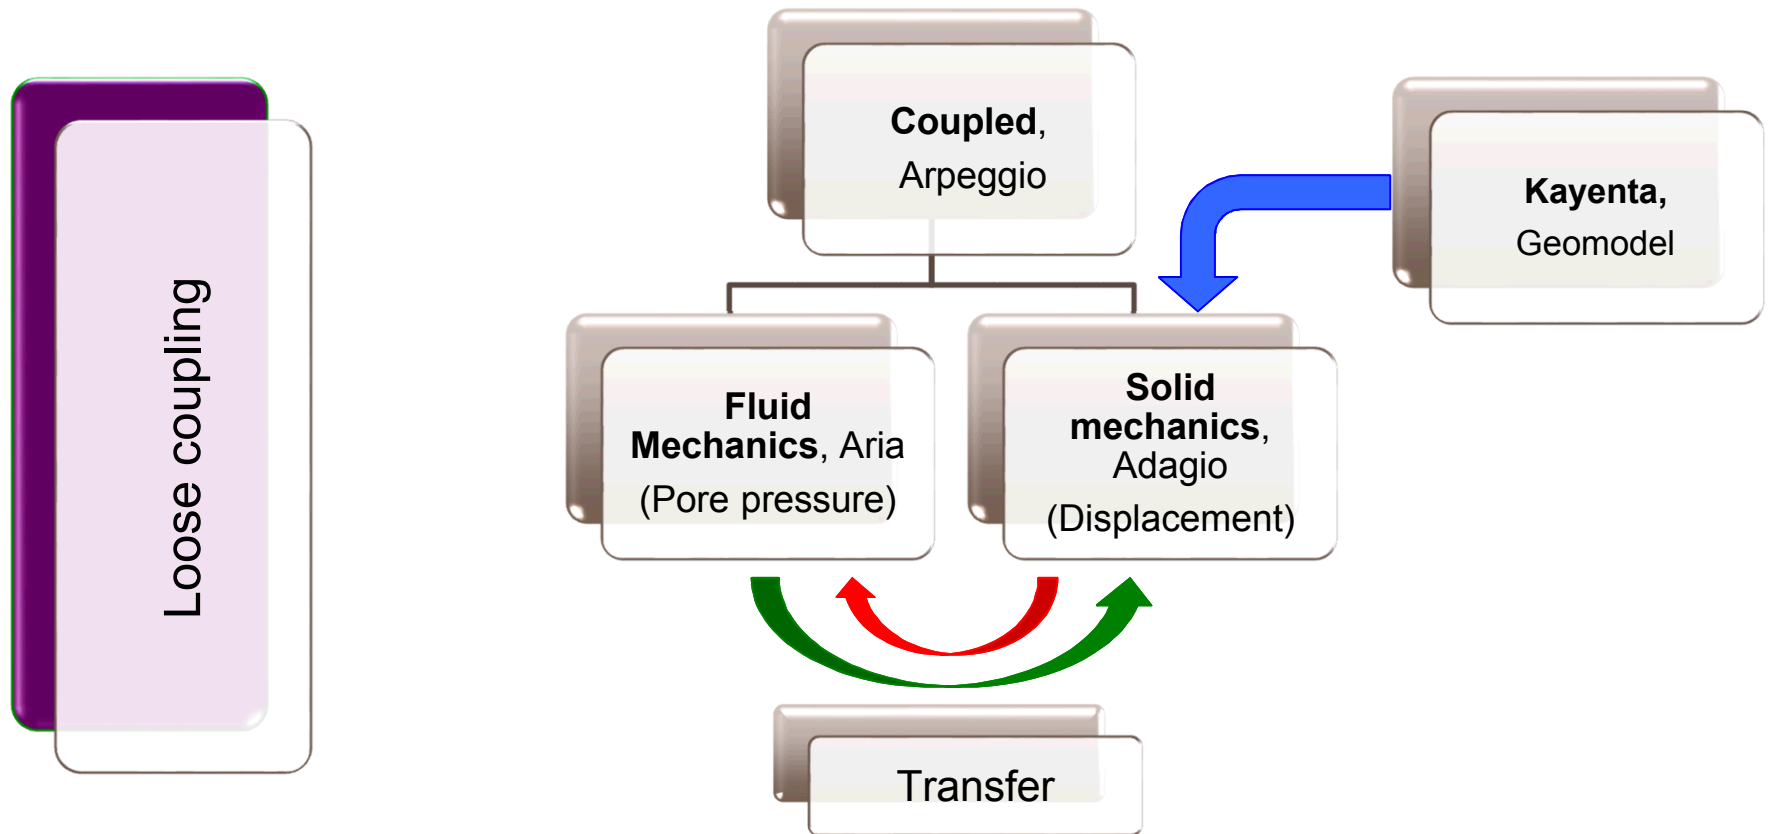 Loose coupling
Coupled,
Arpeggio
Kayenta,
Geomodel
Fluid
Mechanics, Aria
(Pore pressure)
Solid
mechanics,
Adagio
(Displacement)
Transfer